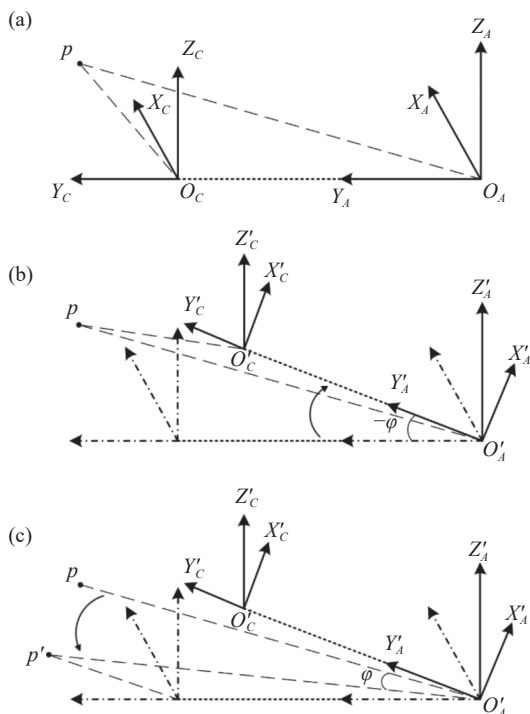 (a)
Z_A
p
Z_C
X_C
X_A
Y_C
O_C
Y_A
O_A
(b)
Z'_C
X'_C
Z'_A
p
Y'_C
X'_A
O'_C
Y'_A
−φ
O'_A
(c)
Z'_C
X'_C
Z'_A
p
Y'_C
X'_A
O'_C
p'
Y'_A
φ
O'_A